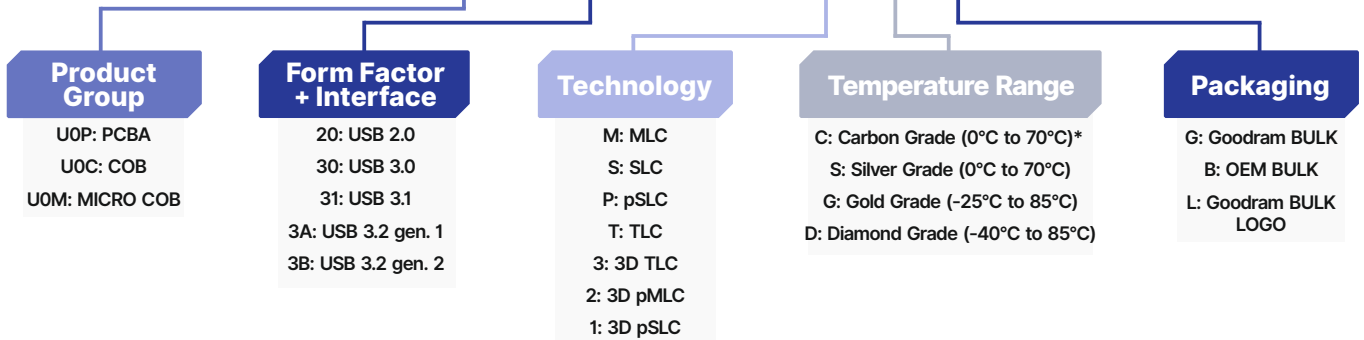 Product
Group
U0P: PCBA
U0C: COB
U0M: MICRO COB
Form Factor
+ Interface
20: USB 2.0
30: USB 3.0
31: USB 3.1
3A: USB 3.2 gen. 1
3B: USB 3.2 gen. 2
Technology
M: MLC
S: SLC
P: pSLC
T: TLC
3: 3D TLC
2: 3D pMLC
1: 3D pSLC
Temperature Range
C: Carbon Grade (0°C to 70°C)*
S: Silver Grade (0°C to 70°C)
G: Gold Grade (-25°C to 85°C)
D: Diamond Grade (-40°C to 85°C)
Packaging
G: Goodram BULK
B: OEM BULK
L: Goodram BULK
LOGO